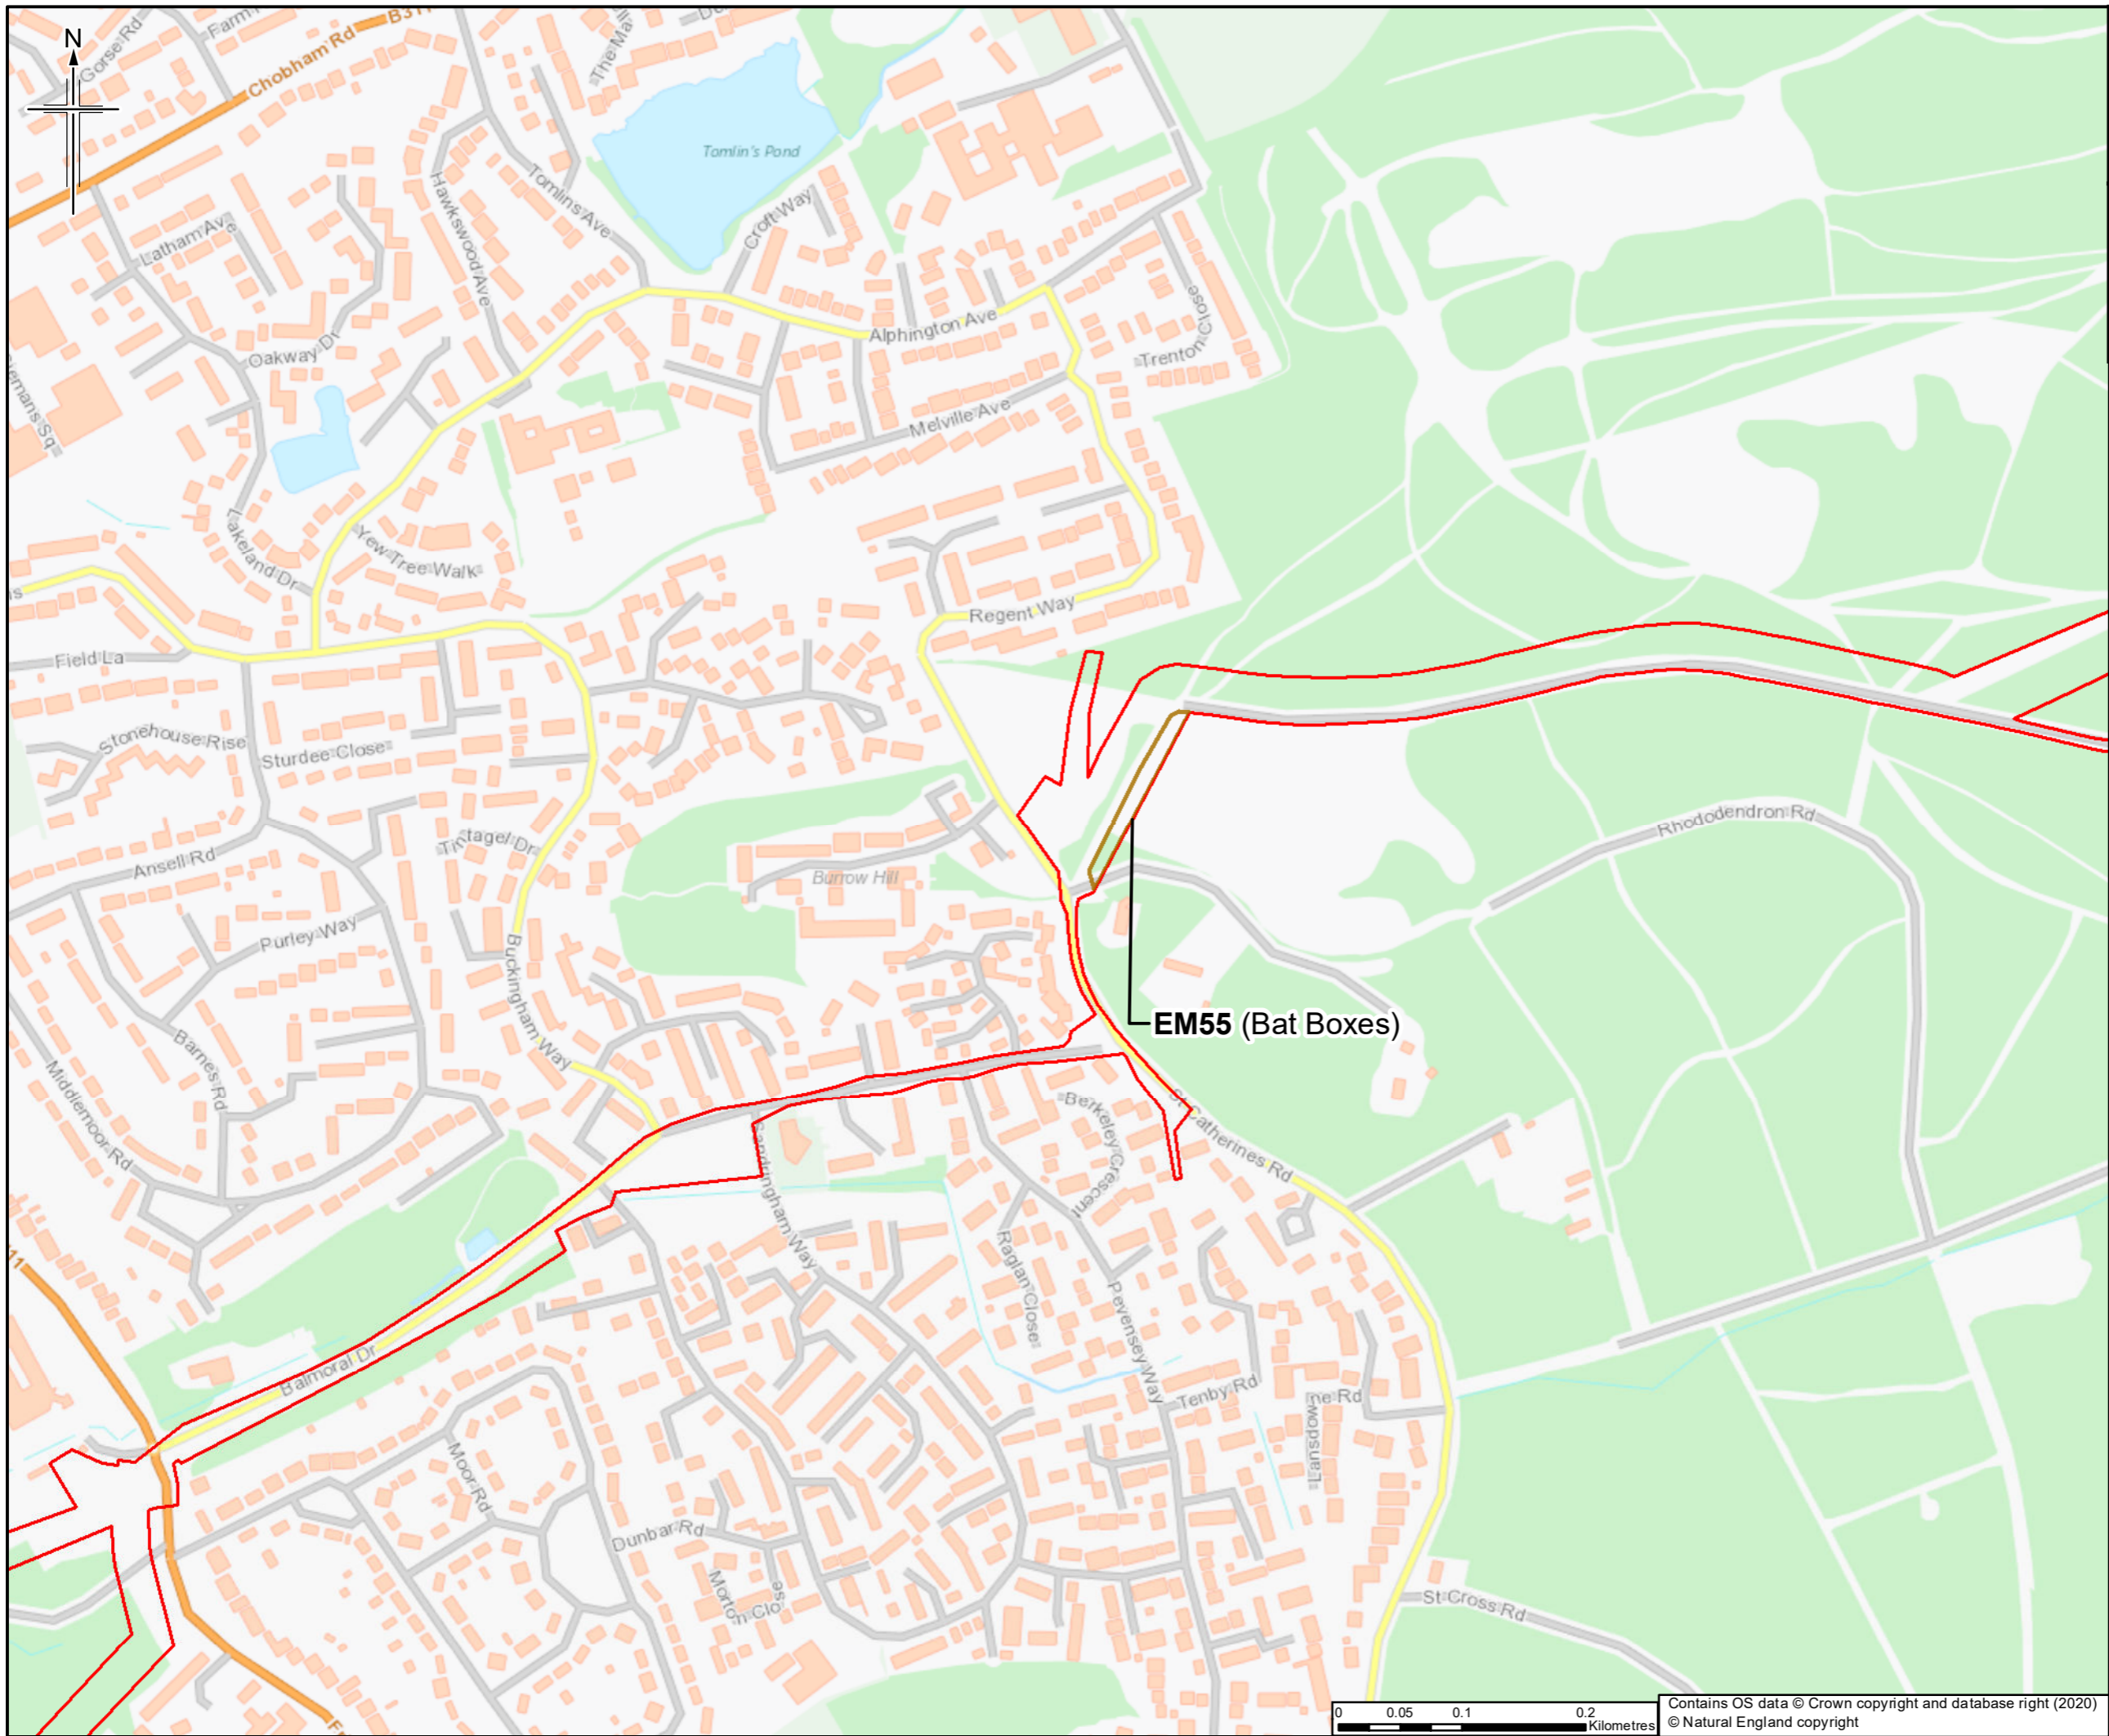 N
Gorse Rd
Chobham Rd
Tomlin's Pond
Tomlins Ave
Croft Way
Hawkswood Ave
Latham Ave
Oakway Dr
Alphington Ave
Trenton Close
Melville Ave
Lakeland Dr
Yew Tree Walk
Regent Way
Field La
Stonehouse Rise
Sturdee Close
Tintagel Dr
Ansell Rd
Burrow Hill
Rhododendron Rd
Purley Way
Buckingham Way
EM55 (Bat Boxes)
Barnes Rd
Middlemoor Rd
Berkeley Crescent
St Catherines Rd
Sandringham Way
Raglan Close
Pevensey Way
Balmoral Dr
Tenby Rd
Lansdowne Rd
Moor Rd
Dunbar Rd
Morton Close
St Cross Rd
0 0.05 0.1 0.2
Kilometres
Contains OS data © Crown copyright and database right (2020)
© Natural England copyright